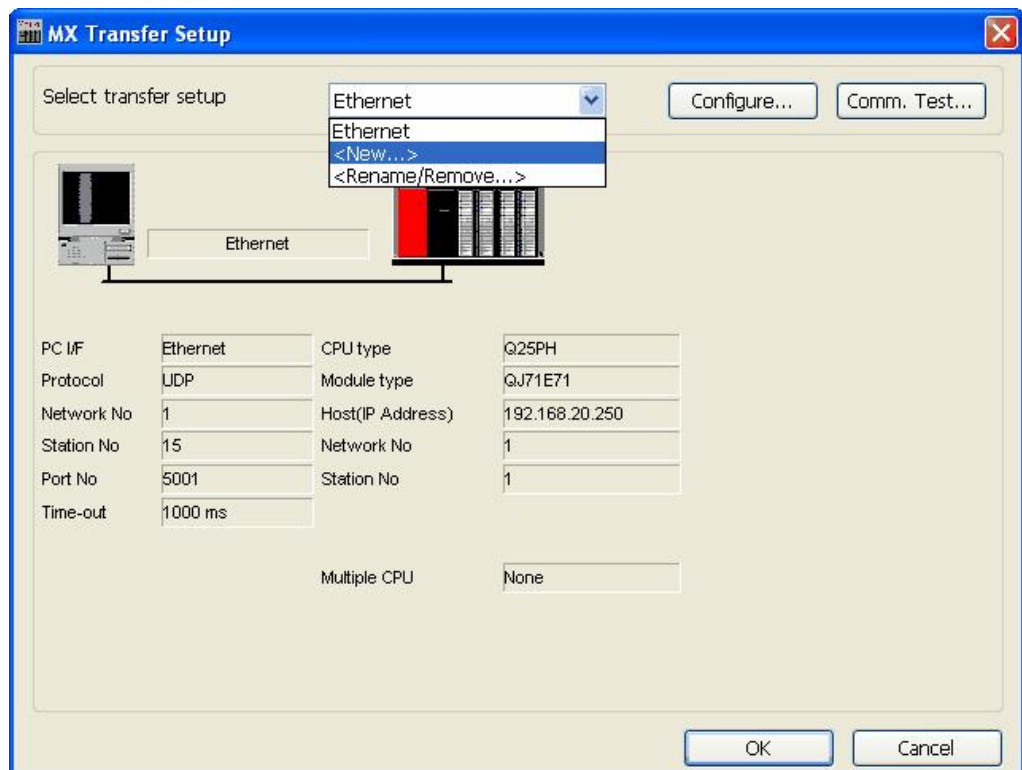 MX Transfer Setup
Select transfer setup Ethernet Configure... Comm. Test...
Ethernet
<New...>
<Rename/Remove...>
Ethernet
PC I/F Ethernet CPU type Q25PH
Protocol UDP Module type QJ71E71
Network No 1 Host(IP Address) 192.168.20.250
Station No 15 Network No 1
Port No 5001 Station No 1
Time-out 1000 ms
Multiple CPU None
OK Cancel